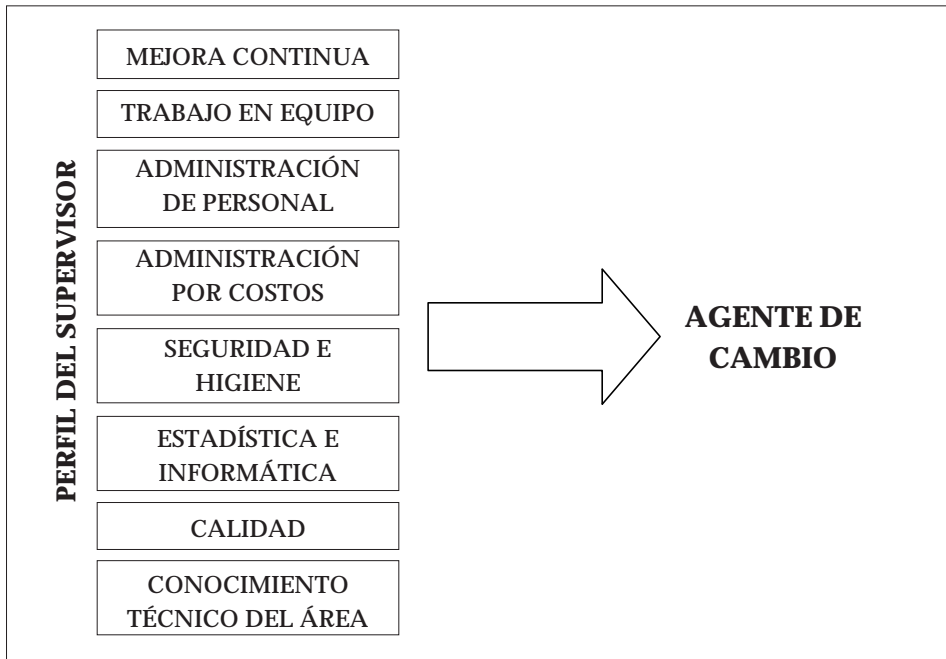 PERFIL DEL SUPERVISOR
MEJORA CONTINUA
TRABAJO EN EQUIPO
ADMINISTRACIÓN
DE PERSONAL
ADMINISTRACIÓN
POR COSTOS
SEGURIDAD E
HIGIENE
ESTADÍSTICA E
INFORMÁTICA
CALIDAD
CONOCIMIENTO
TÉCNICO DEL ÁREA
AGENTE DE
CAMBIO